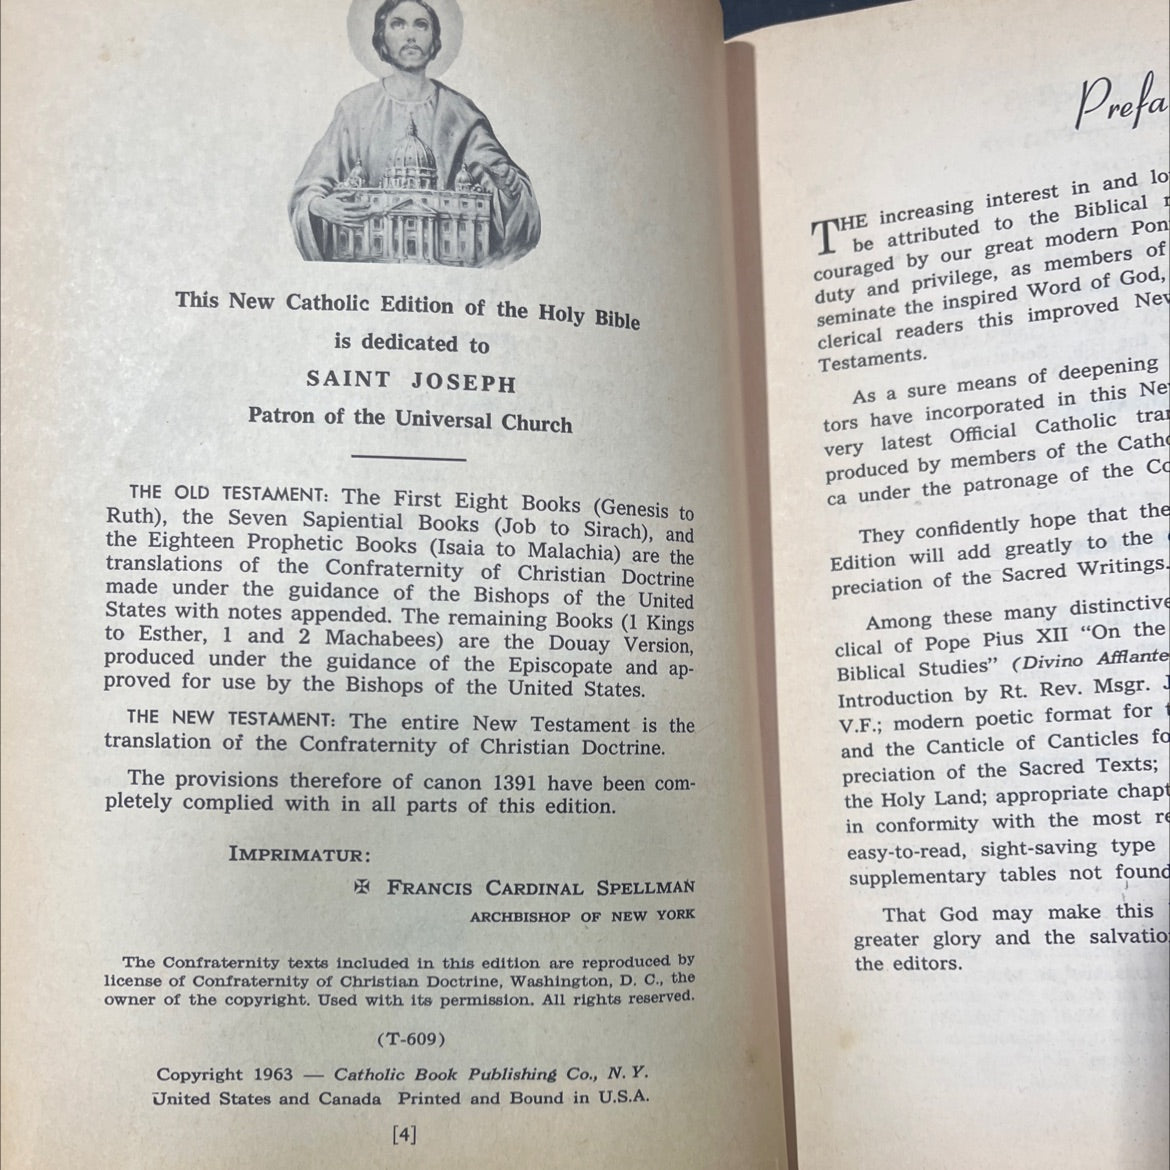 This New Catholic Edition of the Holy Bible
is dedicated to
SAINT JOSEPH
Patron of the Universal Church
THE OLD TESTAMENT: The First Eight Books (Genesis to
Ruth), the Seven Sapiential Books (Job to Sirach), and
the Eighteen Prophetic Books (Isaia to Malachia) are the
translations of the Confraternity of Christian Doctrine
made under the guidance of the Bishops of the United
States with notes appended. The remaining Books (1 Kings
to Esther, 1 and 2 Machabees) are the Douay Version,
produced under the guidance of the Episcopate and ap-
proved for use by the Bishops of the United States.
THE NEW TESTAMENT: The entire New Testament is the
translation of the Confraternity of Christian Doctrine.
The provisions therefore of canon 1391 have been com-
pletely complied with in all parts of this edition.
IMPRIMATUR:
✠ FRANCIS CARDINAL SPELLMAN
ARCHBISHOP OF NEW YORK
The Confraternity texts included in this edition are reproduced by
license of Confraternity of Christian Doctrine, Washington, D. C., the
owner of the copyright. Used with its permission. All rights reserved.
(T-609)
Copyright 1963 — Catholic Book Publishing Co., N. Y.
United States and Canada Printed and Bound in U.S.A.
[4]
Prefa
THE increasing interest in and lo
be attributed to the Biblical
couraged by our great modern Pon
duty and privilege, as members of
seminate the inspired Word of God,
clerical readers this improved Nev
Testaments.
As a sure means of deepening
tors have incorporated in this Ne
very latest Official Catholic tra
produced by members of the Catho
ca under the patronage of the Co
They confidently hope that the
Edition will add greatly to the
preciation of the Sacred Writings.
Among these many distinctive
clical of Pope Pius XII "On the
Biblical Studies" (Divino Afflante
Introduction by Rt. Rev. Msgr. J
V.F.; modern poetic format for
and the Canticle of Canticles fo
preciation of the Sacred Texts;
the Holy Land; appropriate chapt
in conformity with the most re
easy-to-read, sight-saving type
supplementary tables not found
That God may make this
greater glory and the salvatio
the editors.